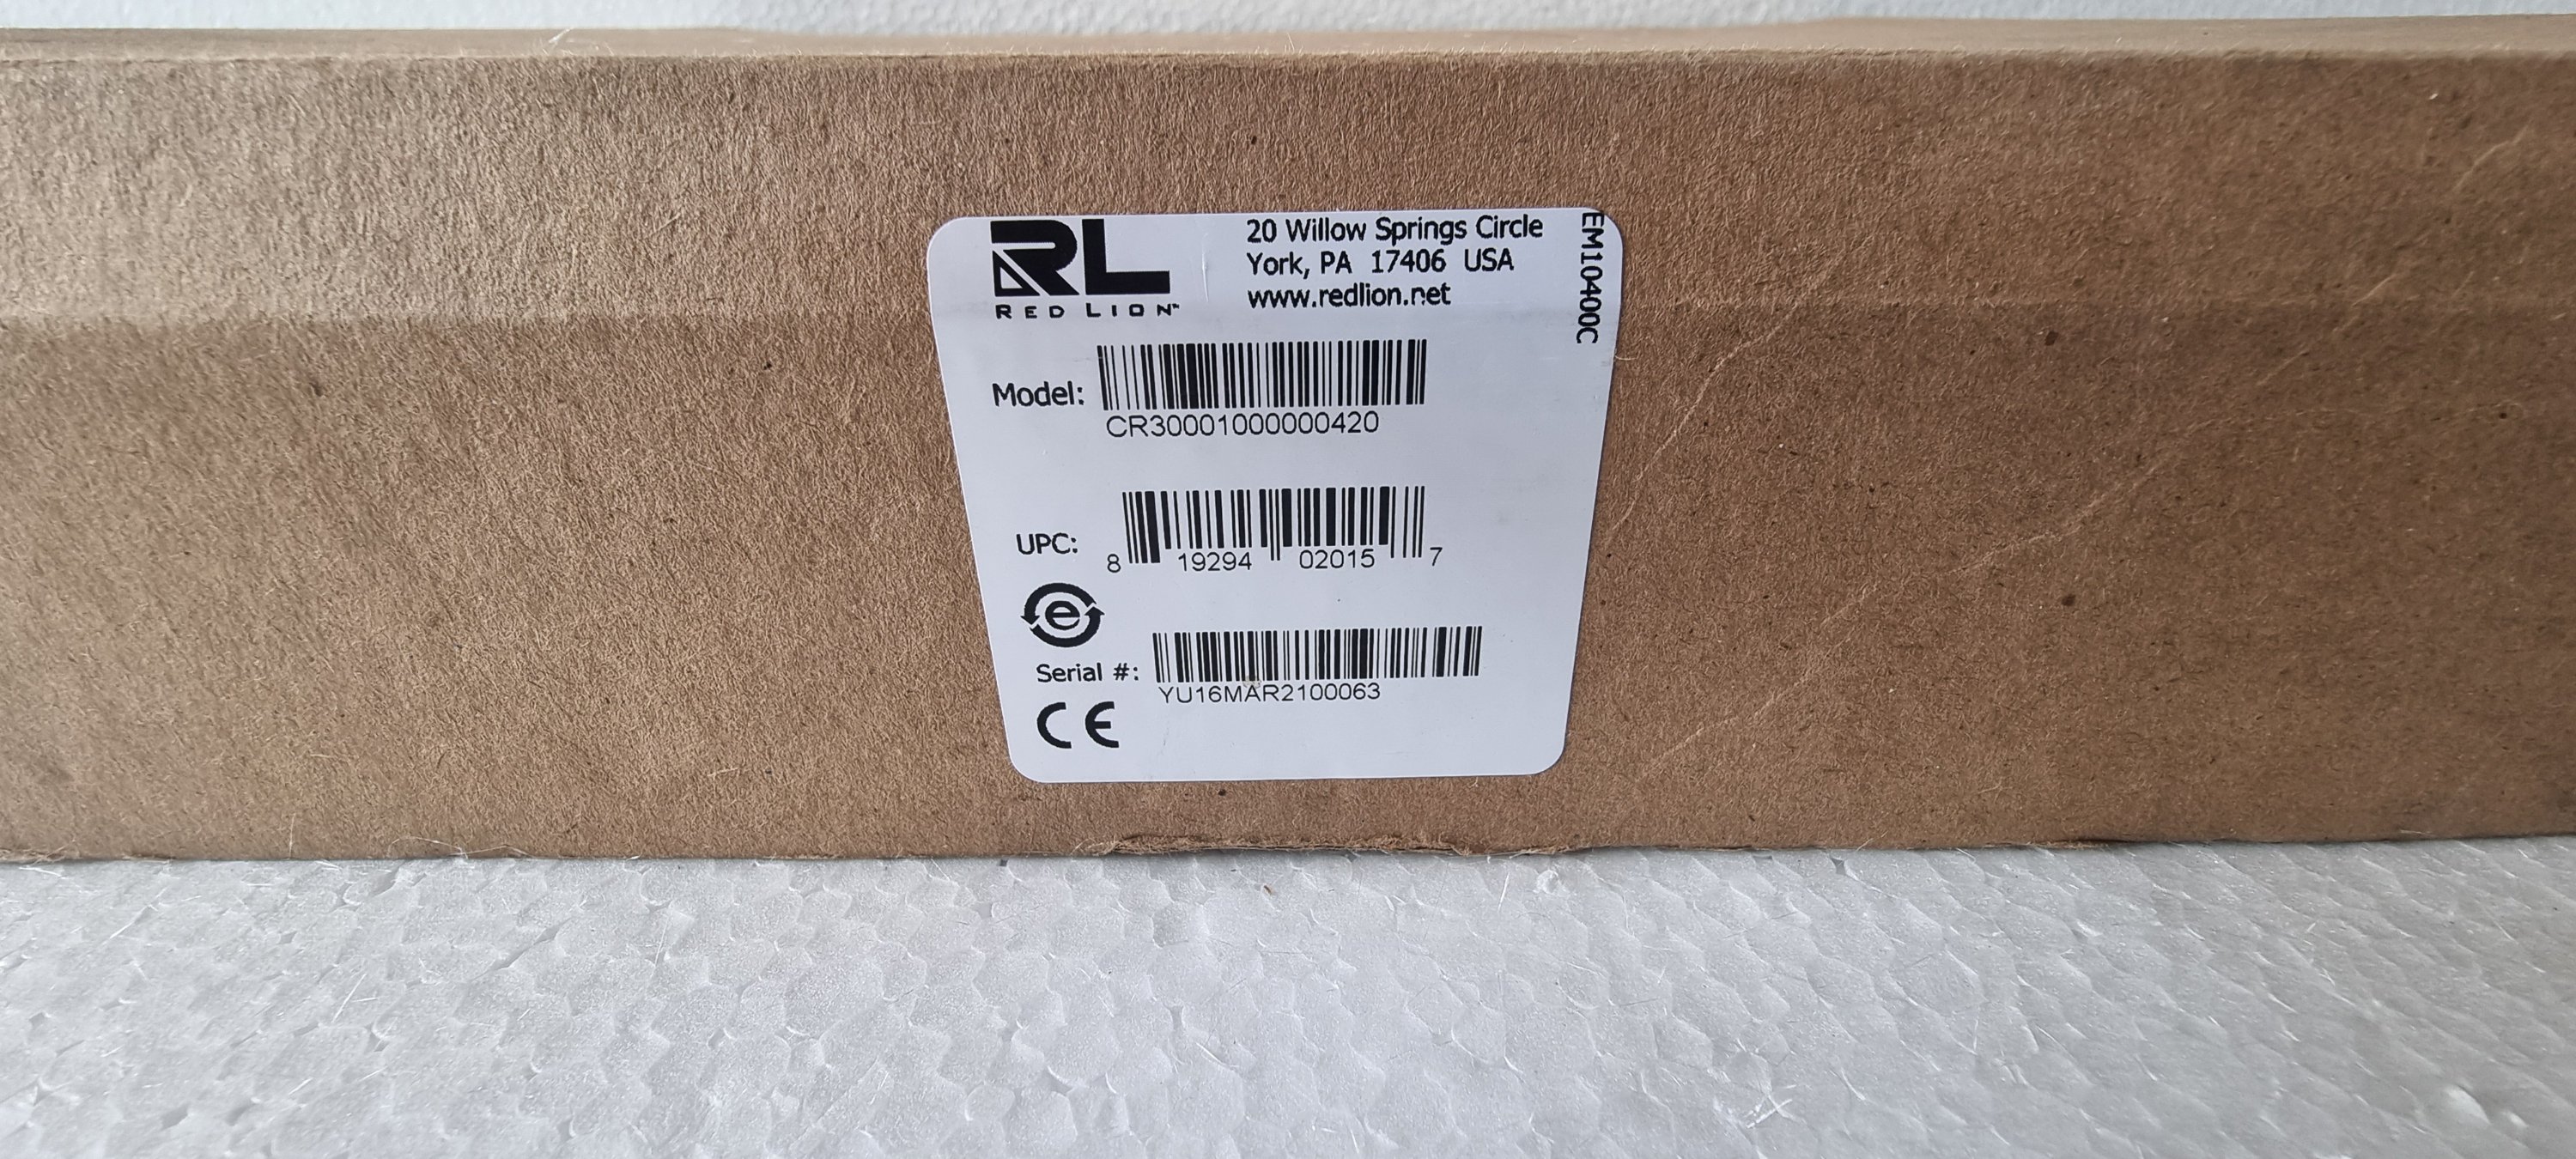 RL
RED LION™
20 Willow Springs Circle
York, PA 17406 USA
www.redlion.net
EM10400C
Model:
CR30001000000420
UPC:
8 19294 02015 7
e
Serial #:
YU16MAR2100063
CE